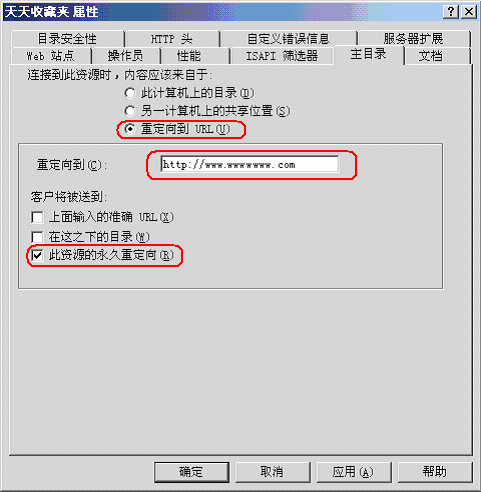 天天收藏夹 属性
目录安全性 HTTP 头 自定义错误信息 服务器扩展
Web 站点 操作员 性能 ISAPI 筛选器 主目录 文档
连接到此资源时，内容应该来自于:
此计算机上的目录(D)
另一计算机上的共享位置(S)
重定向到 URL(U)
重定向到(C): http://www.wwwwwww.com
客户将被送到:
上面输入的准确 URL(X)
在这之下的目录(W)
此资源的永久重定向(R)
确定 取消 应用(A) 帮助